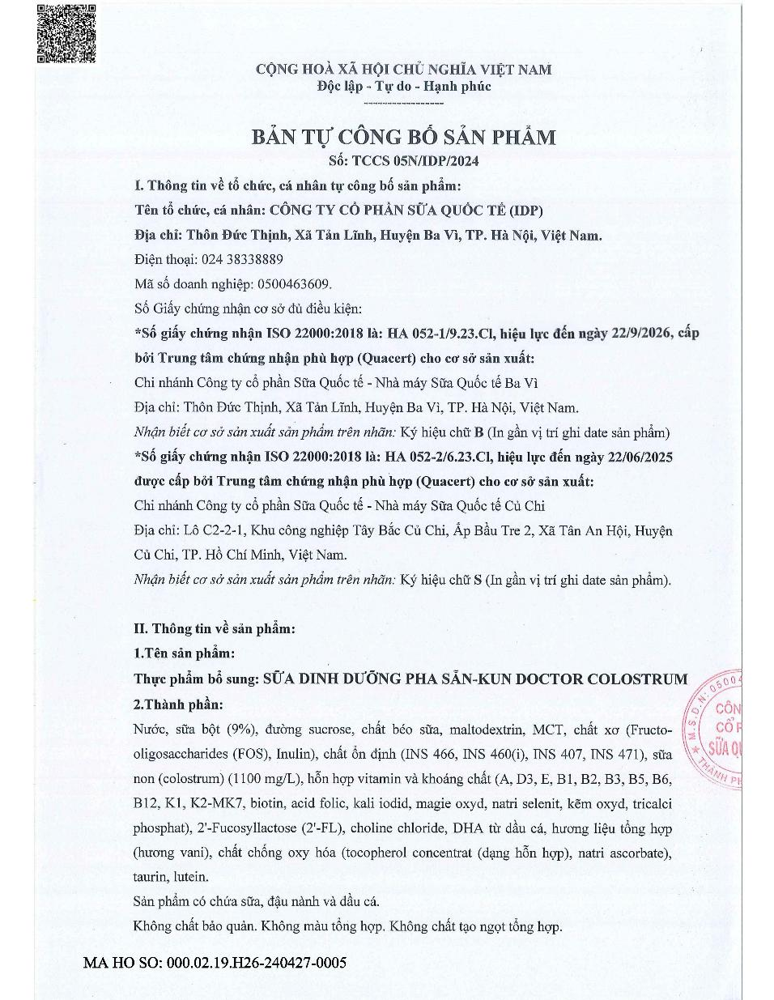 CỘNG HOÀ XÃ HỘI CHỦ NGHĨA VIỆT NAM
Độc lập - Tự do - Hạnh phúc
-----------------
BẢN TỰ CÔNG BỐ SẢN PHẨM
Số: TCCS 05N/IDP/2024
I. Thông tin về tổ chức, cá nhân tự công bố sản phẩm:
Tên tổ chức, cá nhân: CÔNG TY CỔ PHẦN SỮA QUỐC TẾ (IDP)
Địa chỉ: Thôn Đức Thịnh, Xã Tản Lĩnh, Huyện Ba Vì, TP. Hà Nội, Việt Nam.
Điện thoại: 024 38338889
Mã số doanh nghiệp: 0500463609.
Số Giấy chứng nhận cơ sở đủ điều kiện:
*Số giấy chứng nhận ISO 22000:2018 là: HA 052-1/9.23.CI, hiệu lực đến ngày 22/9/2026, cấp
bởi Trung tâm chứng nhận phù hợp (Quacert) cho cơ sở sản xuất:
Chi nhánh Công ty cổ phần Sữa Quốc tế - Nhà máy Sữa Quốc tế Ba Vì
Địa chỉ: Thôn Đức Thịnh, Xã Tản Lĩnh, Huyện Ba Vì, TP. Hà Nội, Việt Nam.
Nhận biết cơ sở sản xuất sản phẩm trên nhãn: Ký hiệu chữ B (In gần vị trí ghi date sản phẩm)
*Số giấy chứng nhận ISO 22000:2018 là: HA 052-2/6.23.CI, hiệu lực đến ngày 22/06/2025
được cấp bởi Trung tâm chứng nhận phù hợp (Quacert) cho cơ sở sản xuất:
Chi nhánh Công ty cổ phần Sữa Quốc tế - Nhà máy Sữa Quốc tế Củ Chi
Địa chỉ: Lô C2-2-1, Khu công nghiệp Tây Bắc Củ Chi, Ấp Bầu Tre 2, Xã Tân An Hội, Huyện
Củ Chi, TP. Hồ Chí Minh, Việt Nam.
Nhận biết cơ sở sản xuất sản phẩm trên nhãn: Ký hiệu chữ S (In gần vị trí ghi date sản phẩm).
II. Thông tin về sản phẩm:
1.Tên sản phẩm:
Thực phẩm bổ sung: SỮA DINH DƯỠNG PHA SẴN-KUN DOCTOR COLOSTRUM
2.Thành phần:
Nước, sữa bột (9%), đường sucrose, chất béo sữa, maltodextrin, MCT, chất xơ (Fructo-
oligosaccharides (FOS), Inulin), chất ổn định (INS 466, INS 460(i), INS 407, INS 471), sữa
non (colostrum) (1100 mg/L), hỗn hợp vitamin và khoáng chất (A, D3, E, B1, B2, B3, B5, B6,
B12, K1, K2-MK7, biotin, acid folic, kali iodid, magie oxyd, natri selenit, kẽm oxyd, tricalci
phosphat), 2'-Fucosyllactose (2'-FL), choline chloride, DHA từ dầu cá, hương liệu tổng hợp
(hương vani), chất chống oxy hóa (tocopherol concentrat (dạng hỗn hợp), natri ascorbate),
taurin, lutein.
Sản phẩm có chứa sữa, đậu nành và dầu cá.
Không chất bảo quản. Không màu tổng hợp. Không chất tạo ngọt tổng hợp.
M.S.D.N: 0500
CÔN
CỔ P
SỮA QU
THÀNH PH
MA HO SO: 000.02.19.H26-240427-0005